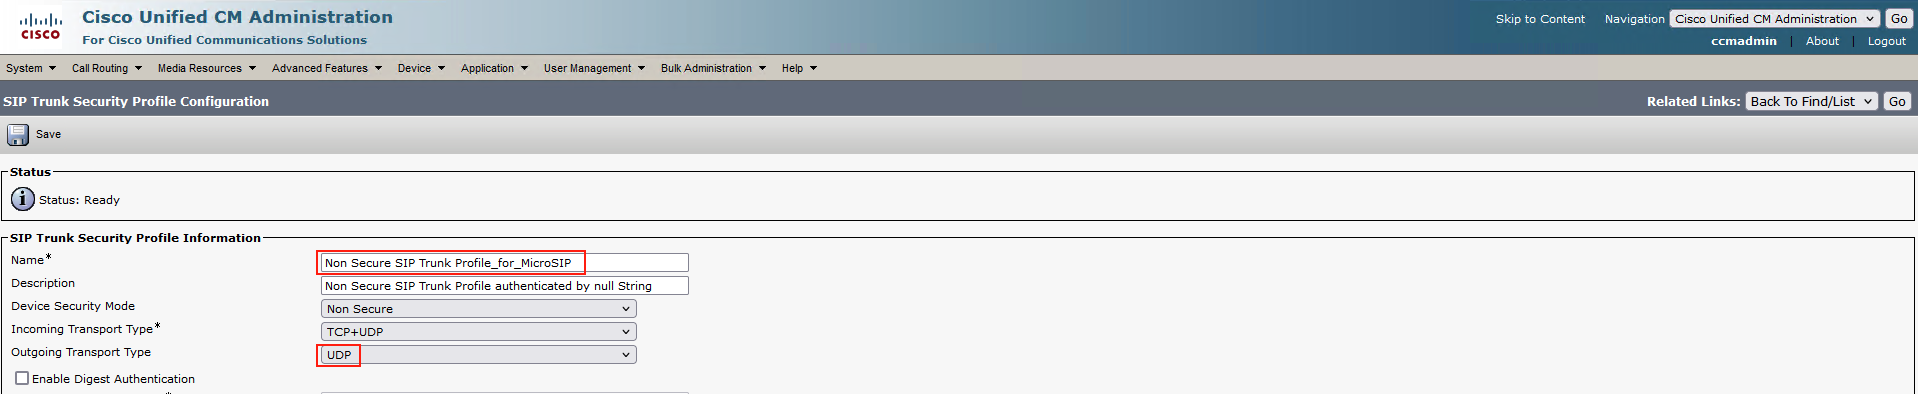 Cisco Unified CM Administration
For Cisco Unified Communications Solutions
CISCO
Skip to Content Navigation Cisco Unified CM Administration Go
ccmadmin | About | Logout
System Call Routing Media Resources Advanced Features Device Application User Management Bulk Administration Help
SIP Trunk Security Profile Configuration
Related Links: Back To Find/List Go
Save
Status
Status: Ready
SIP Trunk Security Profile Information
Name* Non Secure SIP Trunk Profile_for_MicroSIP
Description Non Secure SIP Trunk Profile authenticated by null String
Device Security Mode Non Secure
Incoming Transport Type* TCP+UDP
Outgoing Transport Type UDP
Enable Digest Authentication